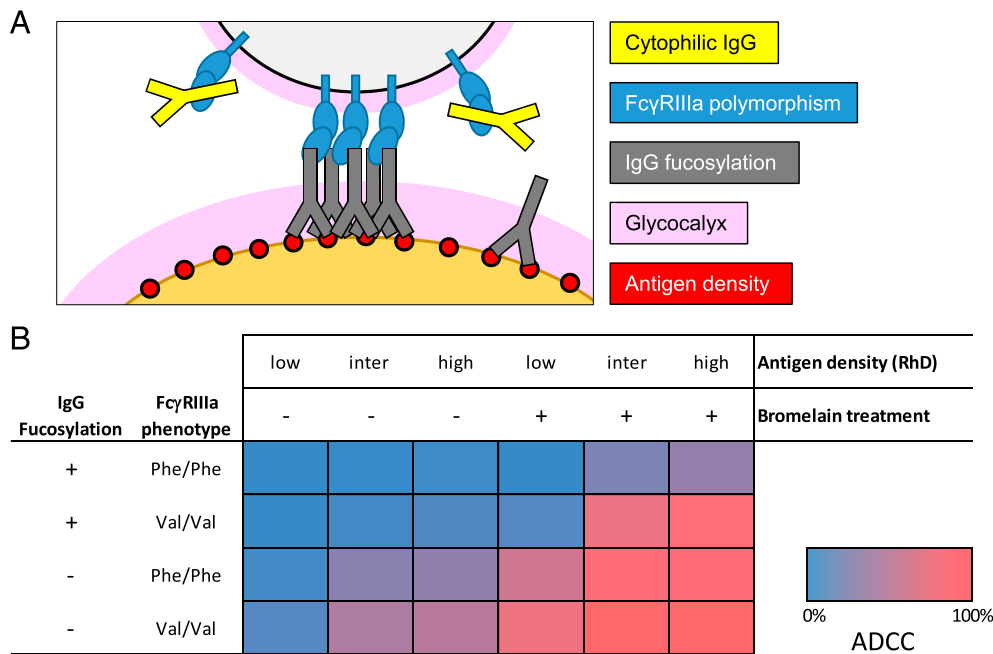 A
Cytophilic IgG
FcγRIIIa polymorphism
IgG fucosylation
Glycocalyx
Antigen density
B
low inter high low inter high Antigen density (RhD)
IgG Fucosylation FcγRIIIa phenotype - - - + + + Bromelain treatment
+ Phe/Phe
+ Val/Val
- Phe/Phe
- Val/Val
0% 100%
ADCC